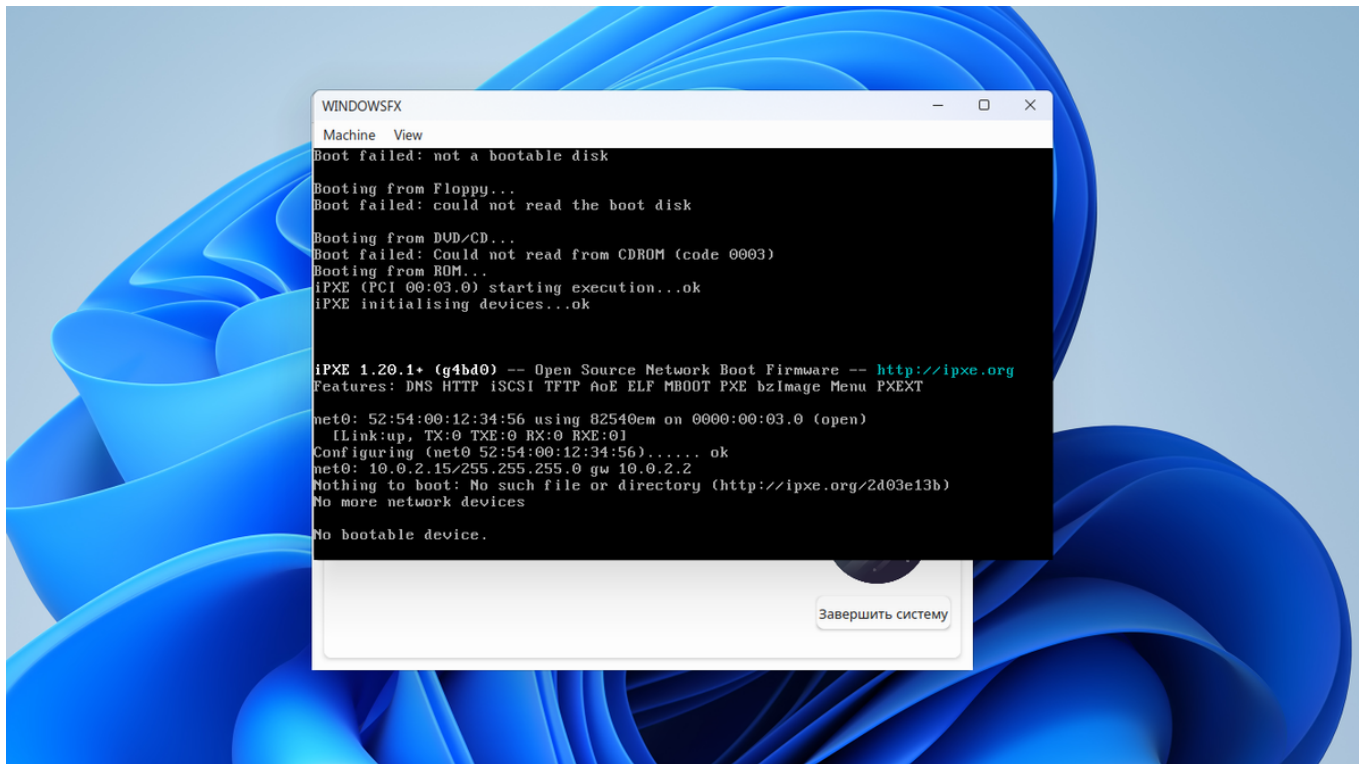 WINDOWSFX
Machine View
Boot failed: not a bootable disk
Booting from Floppy...
Boot failed: could not read the boot disk
Booting from DVD/CD...
Boot failed: Could not read from CDROM (code 0003)
Booting from ROM...
iPXE (PCI 00:03.0) starting execution...ok
iPXE initialising devices...ok
iPXE 1.20.1+ (g4bd0) -- Open Source Network Boot Firmware -- http://ipxe.org
Features: DNS HTTP iSCSI TFTP AoE ELF MBOOT PXE bzImage Menu PXEXT
net0: 52:54:00:12:34:56 using 82540em on 0000:00:03.0 (open)
[Link:up, TX:0 TXE:0 RX:0 RXE:0]
Configuring (net0 52:54:00:12:34:56)...... ok
net0: 10.0.2.15/255.255.255.0 gw 10.0.2.2
Nothing to boot: No such file or directory (http://ipxe.org/2d03e13b)
No more network devices
No bootable device.
Завершить систему